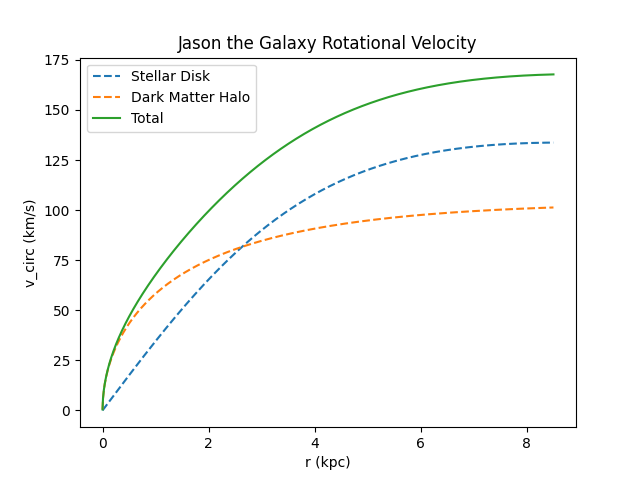 Jason the Galaxy Rotational Velocity
Stellar Disk
Dark Matter Halo
Total
v_circ (km/s)
175
150
125
100
75
50
25
0
0 2 4 6 8
r (kpc)